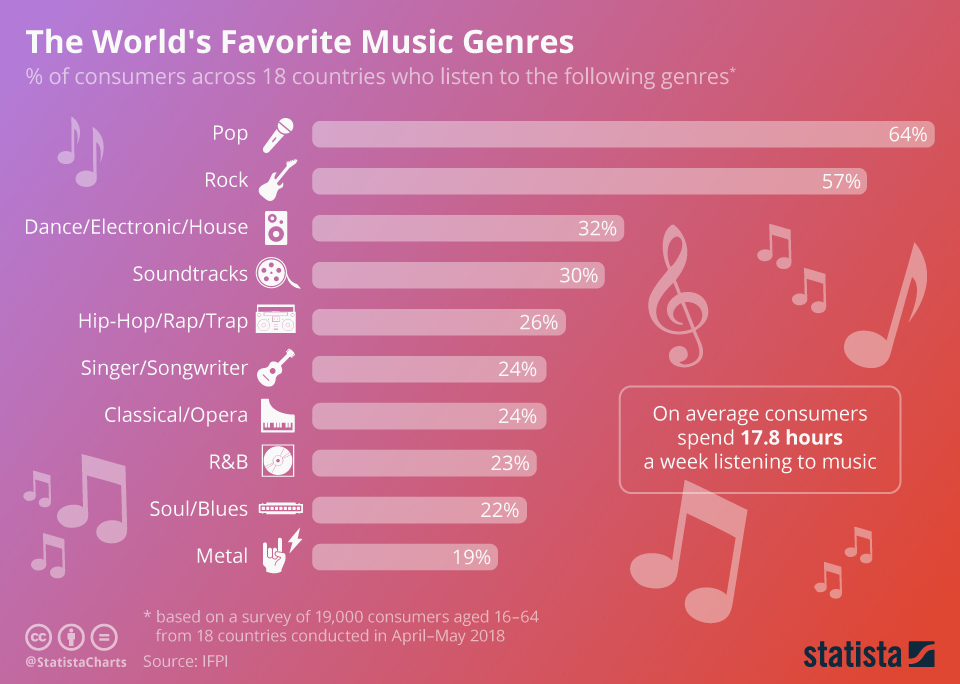 The World's Favorite Music Genres
% of consumers across 18 countries who listen to the following genres*
Pop 64%
Rock 57%
Dance/Electronic/House 32%
Soundtracks 30%
Hip-Hop/Rap/Trap 26%
Singer/Songwriter 24%
Classical/Opera 24%
R&B 23%
Soul/Blues 22%
Metal 19%
On average consumers
spend 17.8 hours
a week listening to music
* based on a survey of 19,000 consumers aged 16–64
from 18 countries conducted in April–May 2018
cc
@StatistaCharts
Source: IFPI
statista